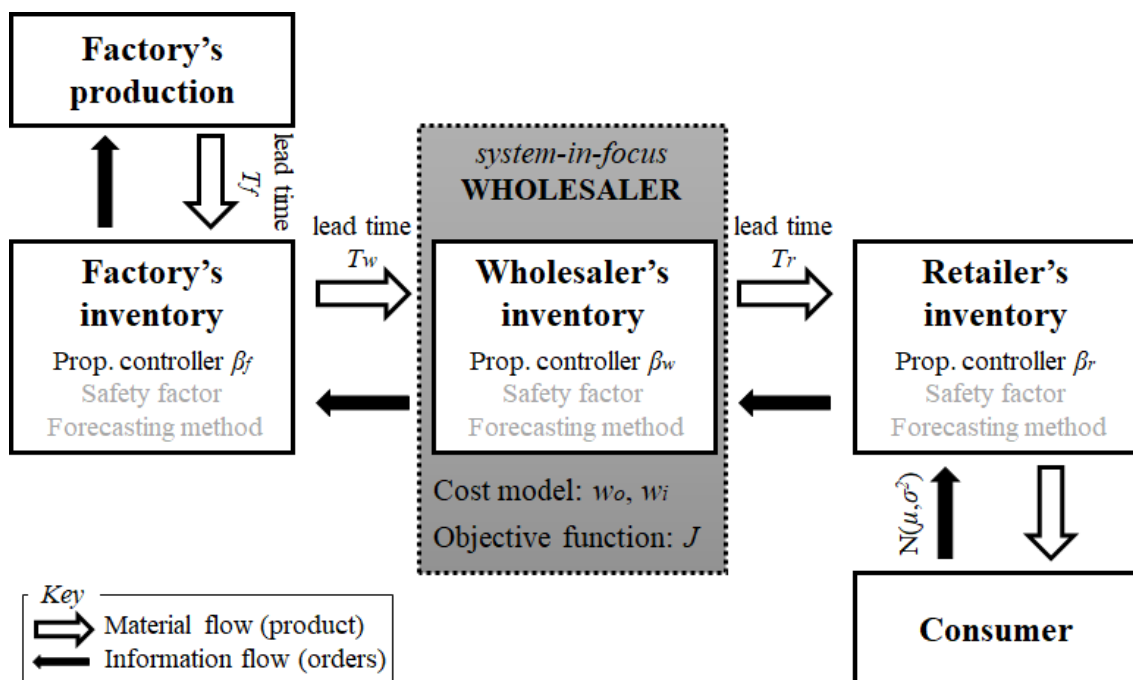 Factory's
production
lead time
Tf
system-in-focus
WHOLESALER
lead time
Tw
lead time
Tr
Factory's
inventory
Prop. controller βf
Safety factor
Forecasting method
Wholesaler's
inventory
Prop. controller βw
Safety factor
Forecasting method
Retailer's
inventory
Prop. controller βr
Safety factor
Forecasting method
Cost model: wo, wi
Objective function: J
N(μ,σ²)
Consumer
Key
Material flow (product)
Information flow (orders)